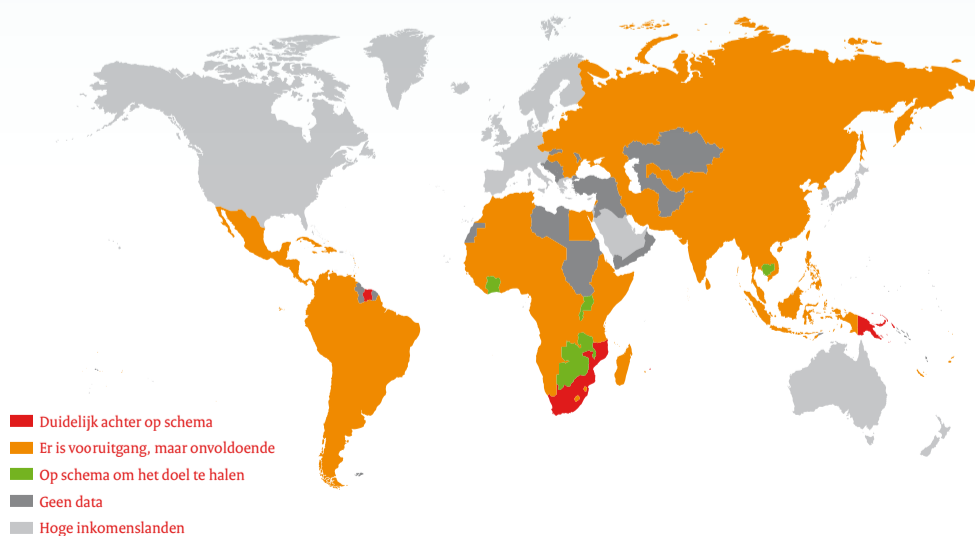 Duidelijk achter op schema
Er is vooruitgang, maar onvoldoende
Op schema om het doel te halen
Geen data
Hoge inkomenslanden